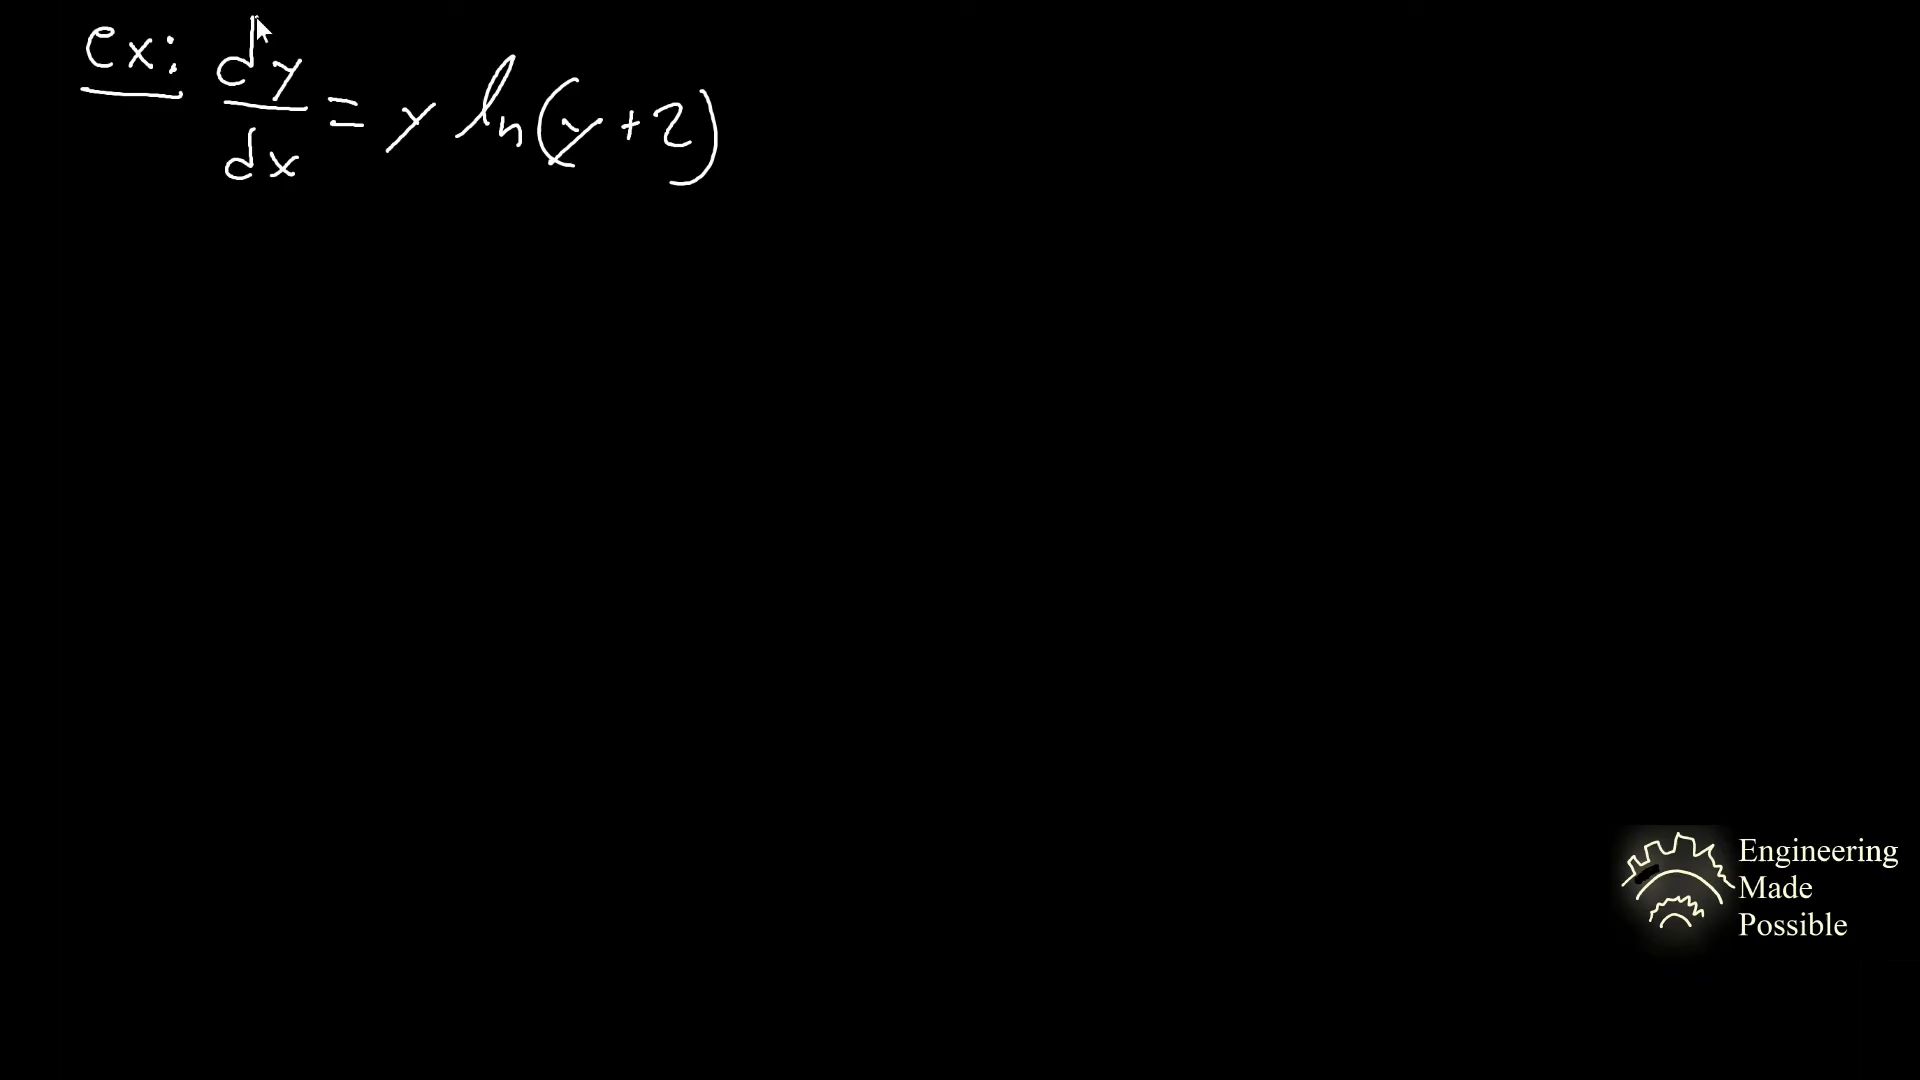 ex: dy/dx = y ln(y+2)
Engineering
Made
Possible